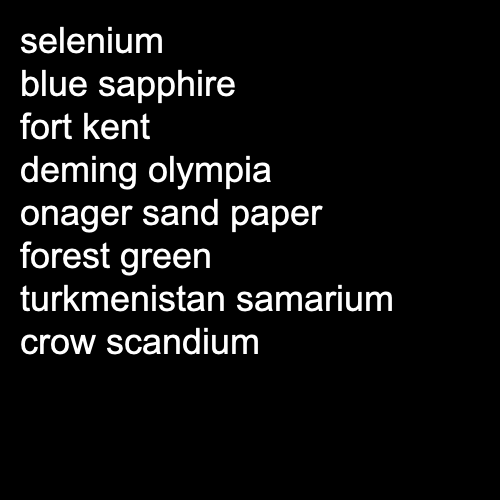 selenium
blue sapphire
fort kent
deming olympia
onager sand paper
forest green
turkmenistan samarium
crow scandium